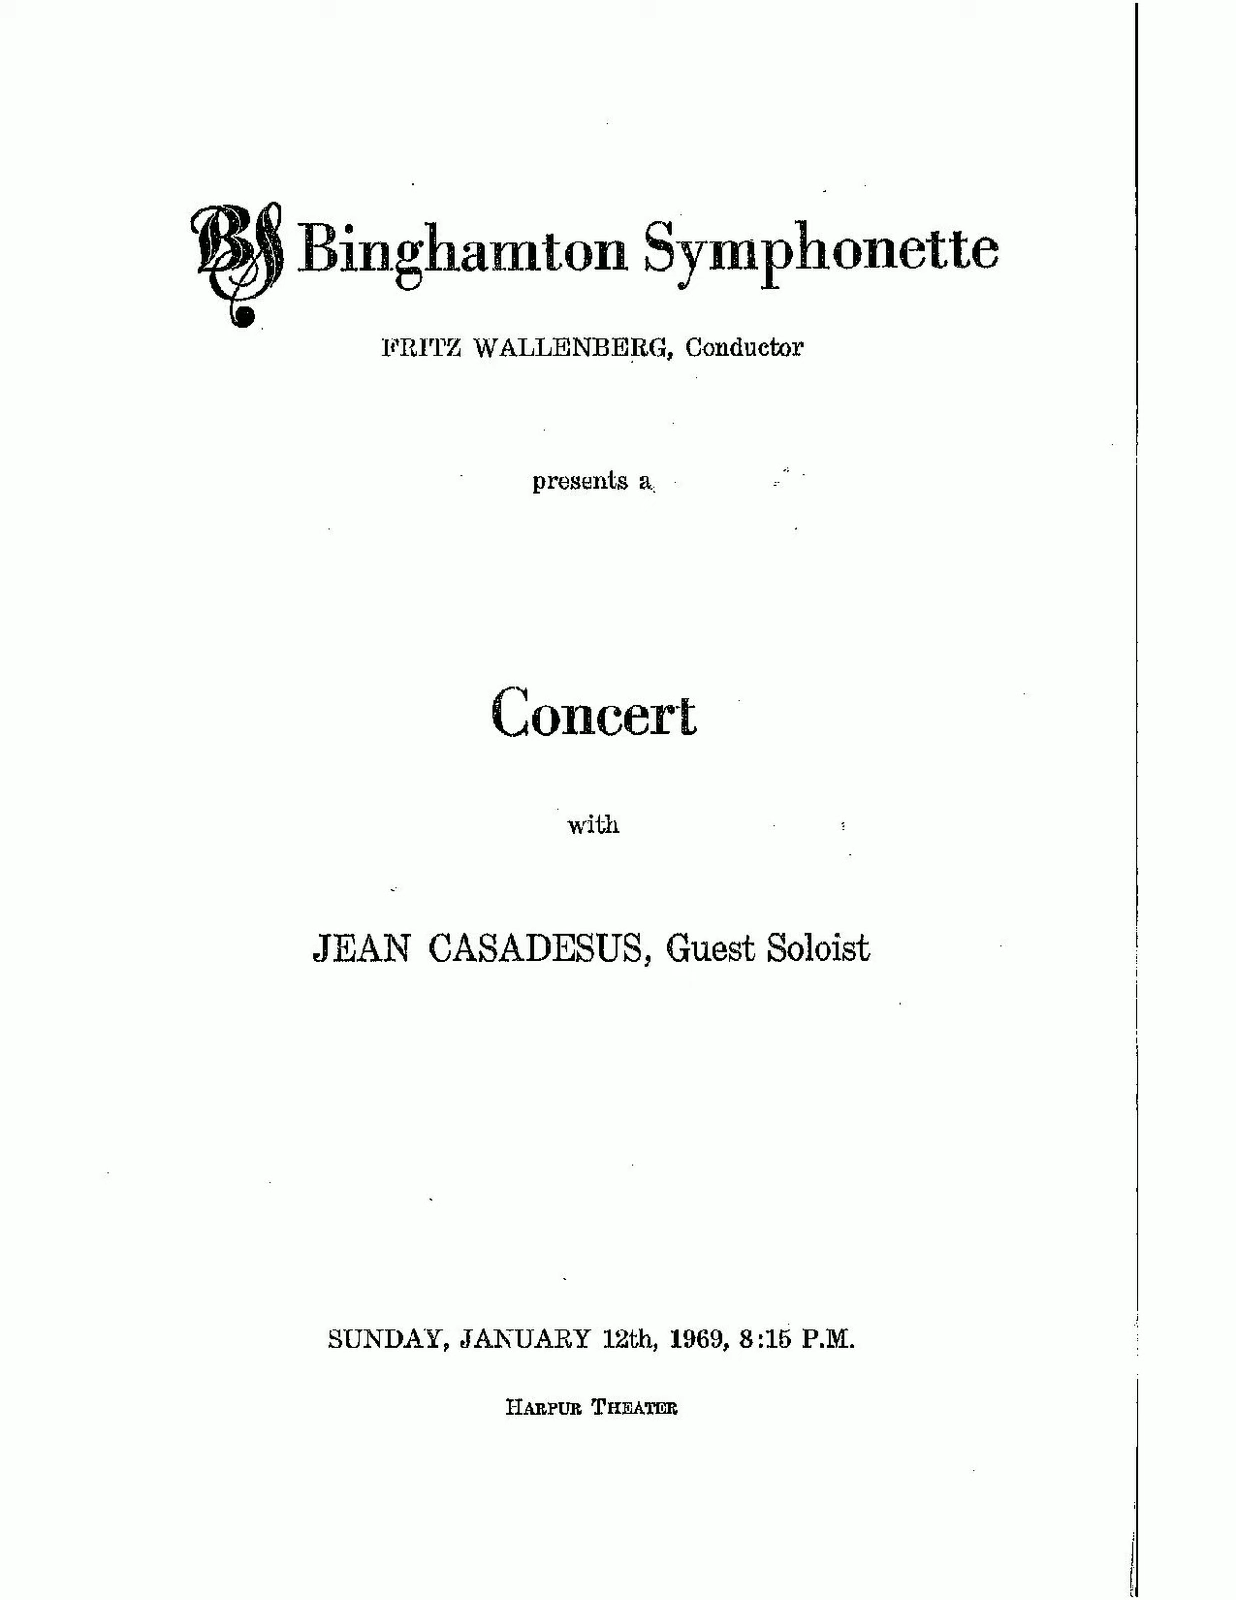 BS Binghamton Symphonette
FRITZ WALLENBERG, Conductor
presents a
Concert
with
JEAN CASADESUS, Guest Soloist
SUNDAY, JANUARY 12th, 1969, 8:15 P.M.
HARPUR THEATER